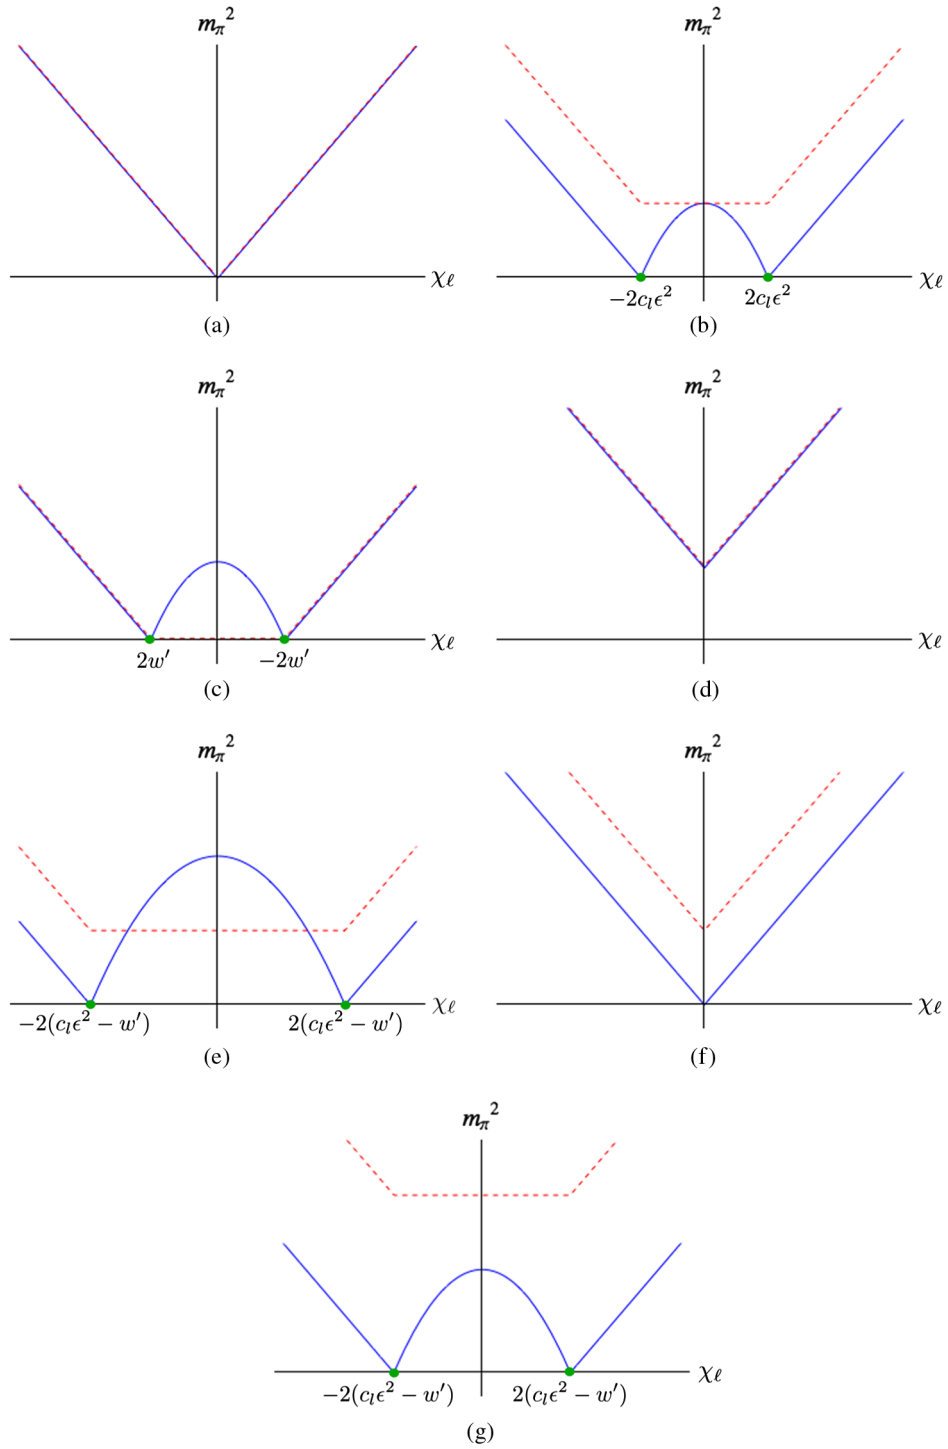 m_π² m_π²
χ_ℓ −2c_lϵ² 2c_lϵ² χ_ℓ
(a) (b)
m_π² m_π²
2w′ −2w′ χ_ℓ χ_ℓ
(c) (d)
m_π² m_π²
−2(c_lϵ² − w′) 2(c_lϵ² − w′) χ_ℓ χ_ℓ
(e) (f)
m_π²
−2(c_lϵ² − w′) 2(c_lϵ² − w′) χ_ℓ
(g)